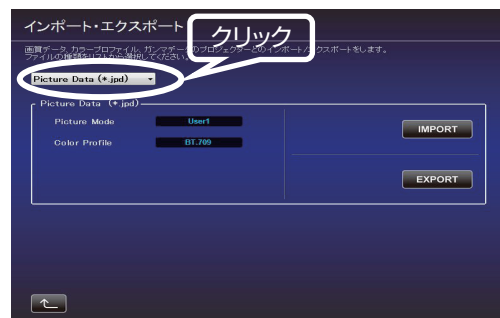 インポート・エクスポート
クリック
画質データ、カラープロファイル、ガンマデータのプロジェクターとのインポート/エクスポートをします。
ファイルの種類をリストから選択してください。
Picture Data (*.jpd)
Picture Data (*.jpd)
Picture Mode User1
IMPORT
Color Profile BT.709
EXPORT